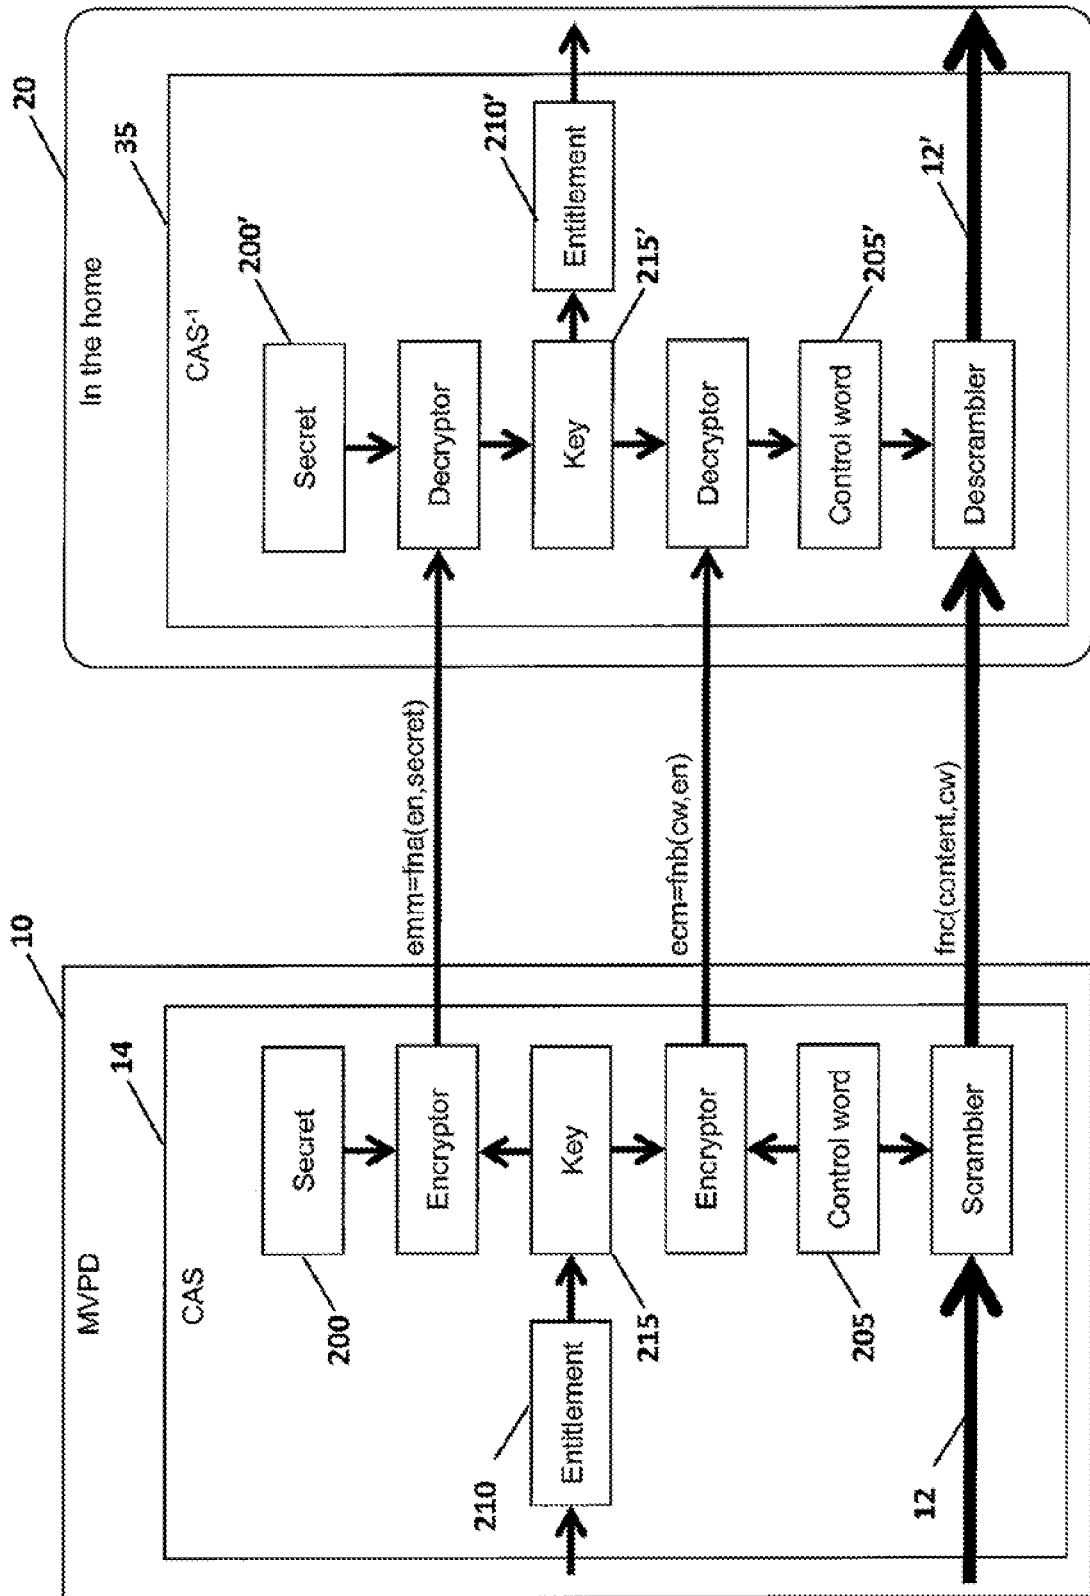 MVPD
10
CAS
14
Secret
200
Encryptor
Entitlement
210
Key
215
Encryptor
Control word
205
Scrambler
12
emm=fna(en,secret)
ecm=fnb(cw,en)
fnc(content,cw)
In the home
20
CAS-1
35
Secret
200'
Decryptor
Key
215'
Entitlement
210'
Decryptor
Control word
205'
Descrambler
12'